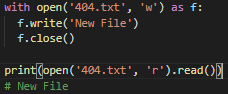 with open('404.txt', 'w') as f:
  f.write('New File')
  f.close()

print(open('404.txt', 'r').read())
# New File